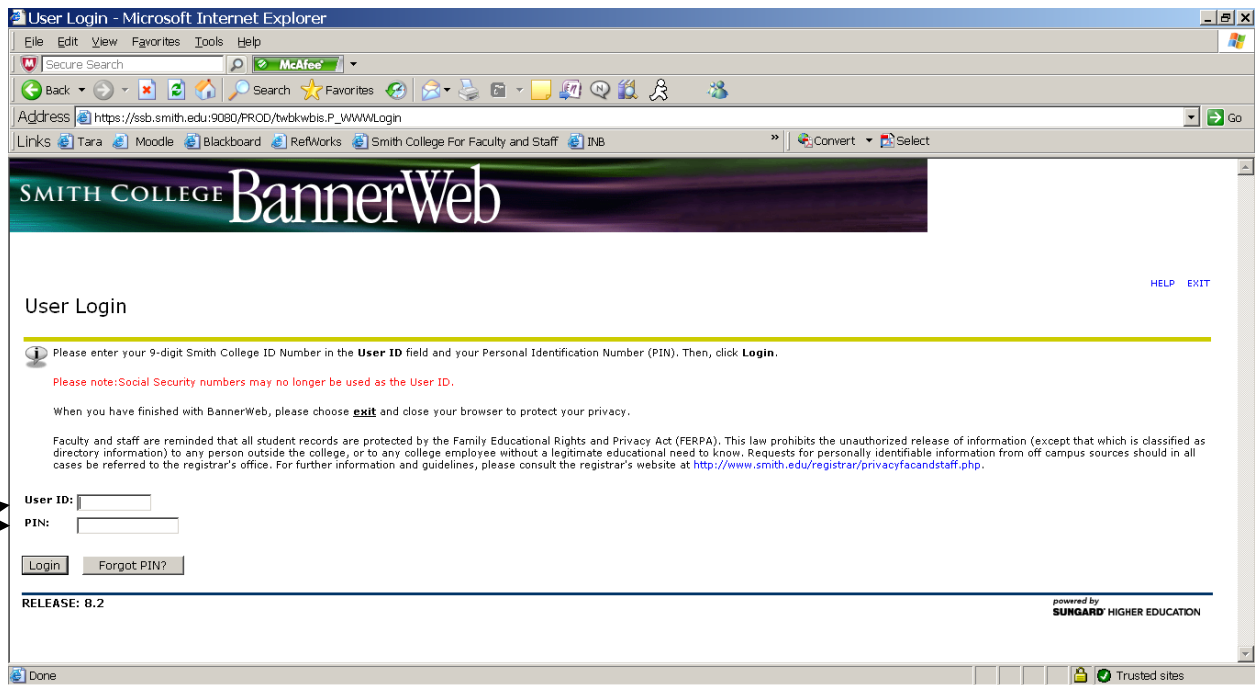 User Login - Microsoft Internet Explorer
File Edit View Favorites Tools Help
Secure Search McAfee
Back Search Favorites
Address https://ssb.smith.edu:9080/PROD/twbkwbis.P_WWWLogin Go
Links Tara Moodle Blackboard RefWorks Smith College For Faculty and Staff INB » Convert Select
SMITH COLLEGE BannerWeb
HELP EXIT
User Login
Please enter your 9-digit Smith College ID Number in the User ID field and your Personal Identification Number (PIN). Then, click Login.
Please note:Social Security numbers may no longer be used as the User ID.
When you have finished with BannerWeb, please choose exit and close your browser to protect your privacy.
Faculty and staff are reminded that all student records are protected by the Family Educational Rights and Privacy Act (FERPA). This law prohibits the unauthorized release of information (except that which is classified as
directory information) to any person outside the college, or to any college employee without a legitimate educational need to know. Requests for personally identifiable information from off campus sources should in all
cases be referred to the registrar's office. For further information and guidelines, please consult the registrar's website at http://www.smith.edu/registrar/privacyfacandstaff.php.
User ID:
PIN:
Login Forgot PIN?
RELEASE: 8.2
powered by
SUNGARD' HIGHER EDUCATION
Done Trusted sites